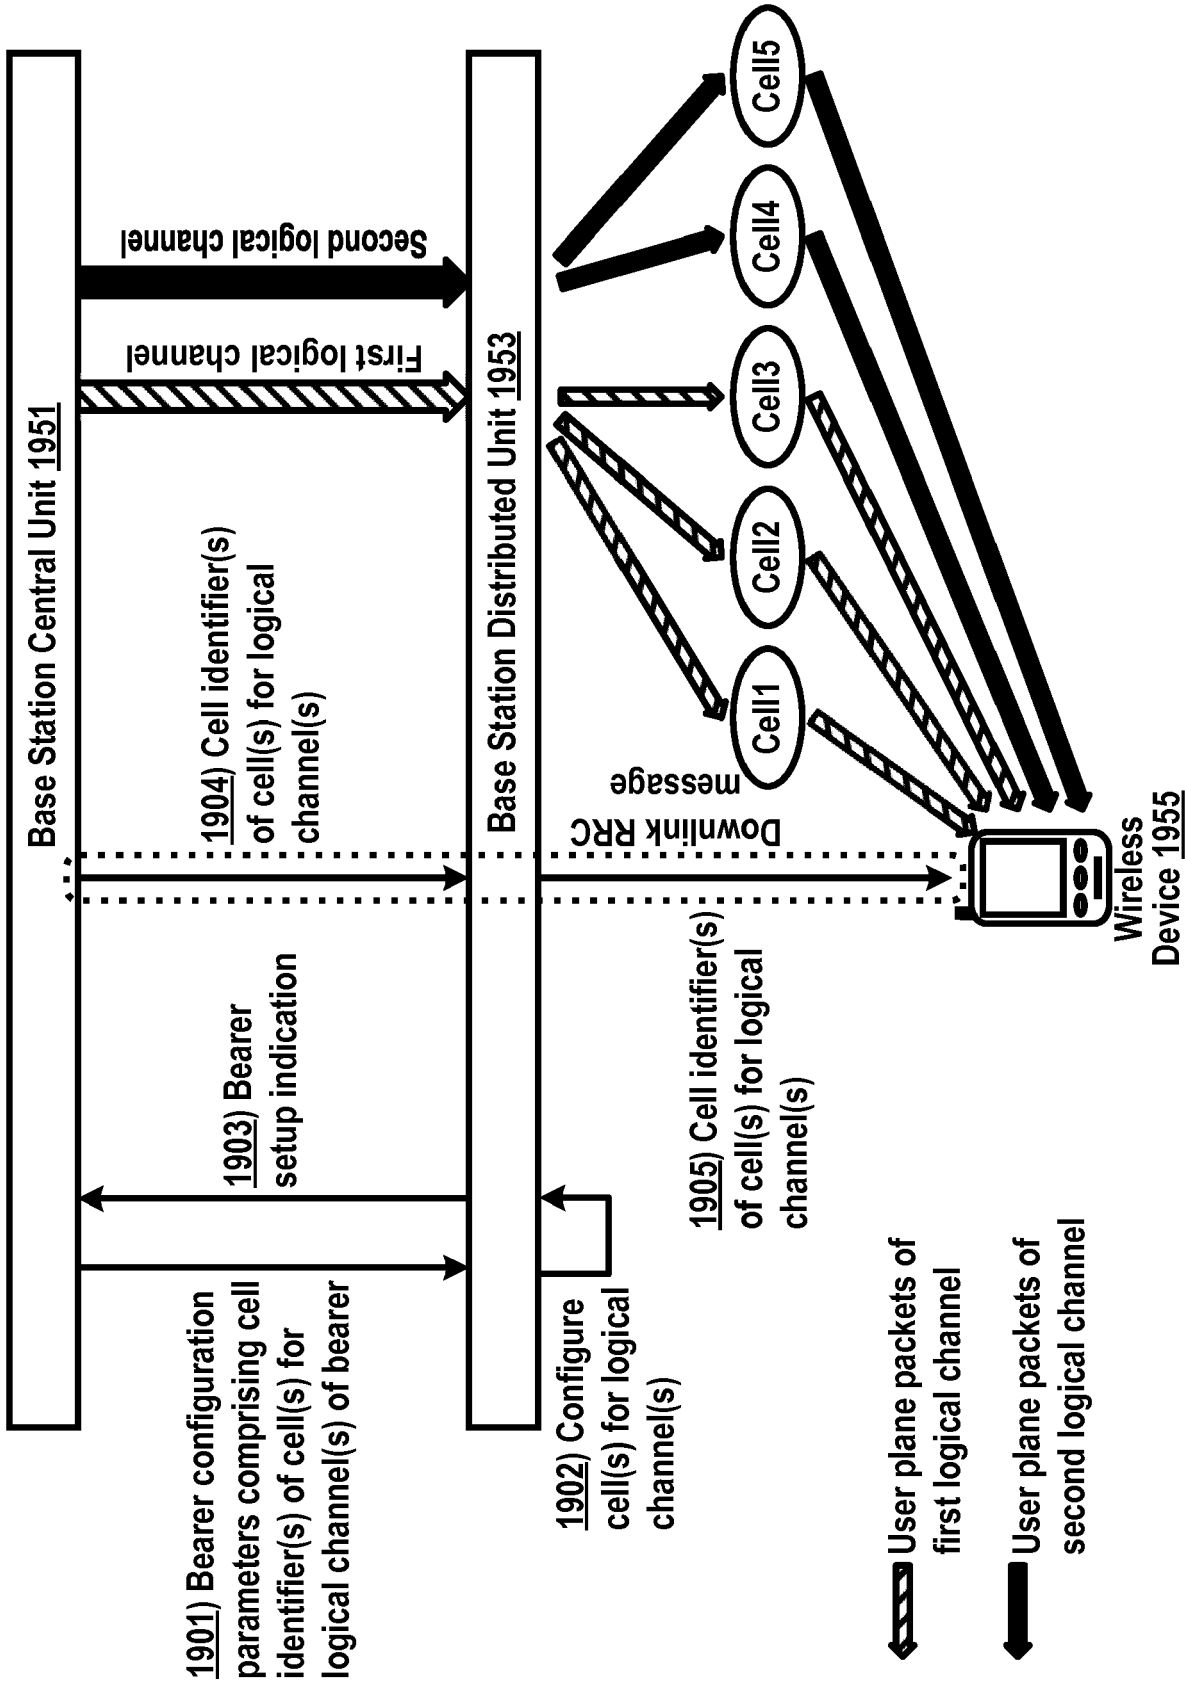 Base Station Central Unit 1951
1901) Bearer configuration
parameters comprising cell
identifier(s) of cell(s) for
logical channel(s) of bearer
1903) Bearer
setup indication
1904) Cell identifier(s)
of cell(s) for logical
channel(s)
First logical channel
Second logical channel
Base Station Distributed Unit 1953
1902) Configure
cell(s) for logical
channel(s)
1905) Cell identifier(s)
of cell(s) for logical
channel(s)
Downlink RRC
message
Cell1
Cell2
Cell3
Cell4
Cell5
Wireless
Device 1955
User plane packets of
first logical channel
User plane packets of
second logical channel